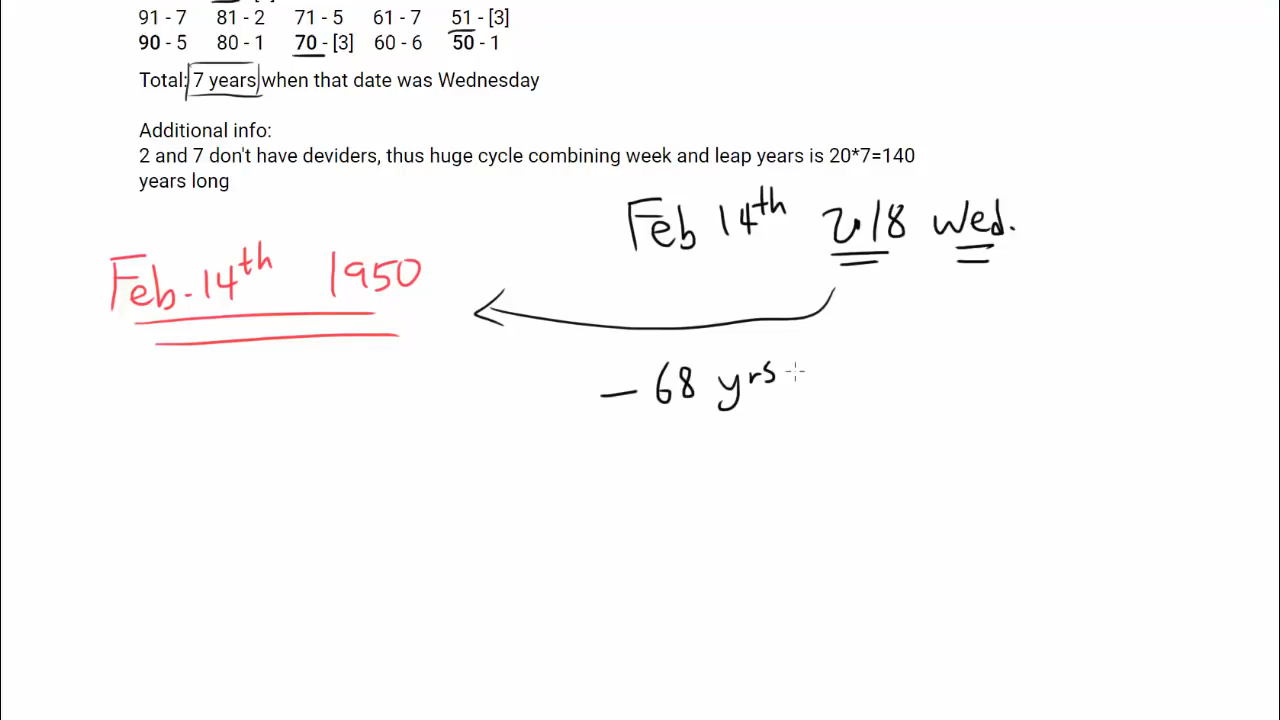 91 - 7 81 - 2 71 - 5 61 - 7 51 - [3]
90 - 5 80 - 1 70 - [3] 60 - 6 50 - 1
Total: 7 years when that date was Wednesday
Additional info:
2 and 7 don't have deviders, thus huge cycle combining week and leap years is 20*7=140
years long
Feb 14th 2018 Wed.
Feb. 14th 1950
– 68 yrs